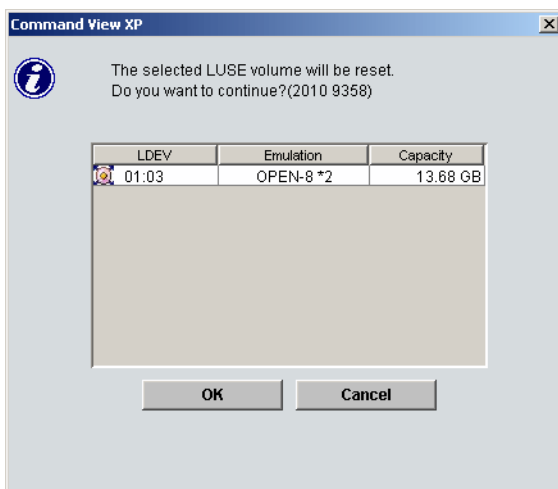 Command View XP
The selected LUSE volume will be reset.
Do you want to continue?(2010 9358)
LDEV Emulation Capacity
01:03 OPEN-8 *2 13.68 GB
OK Cancel